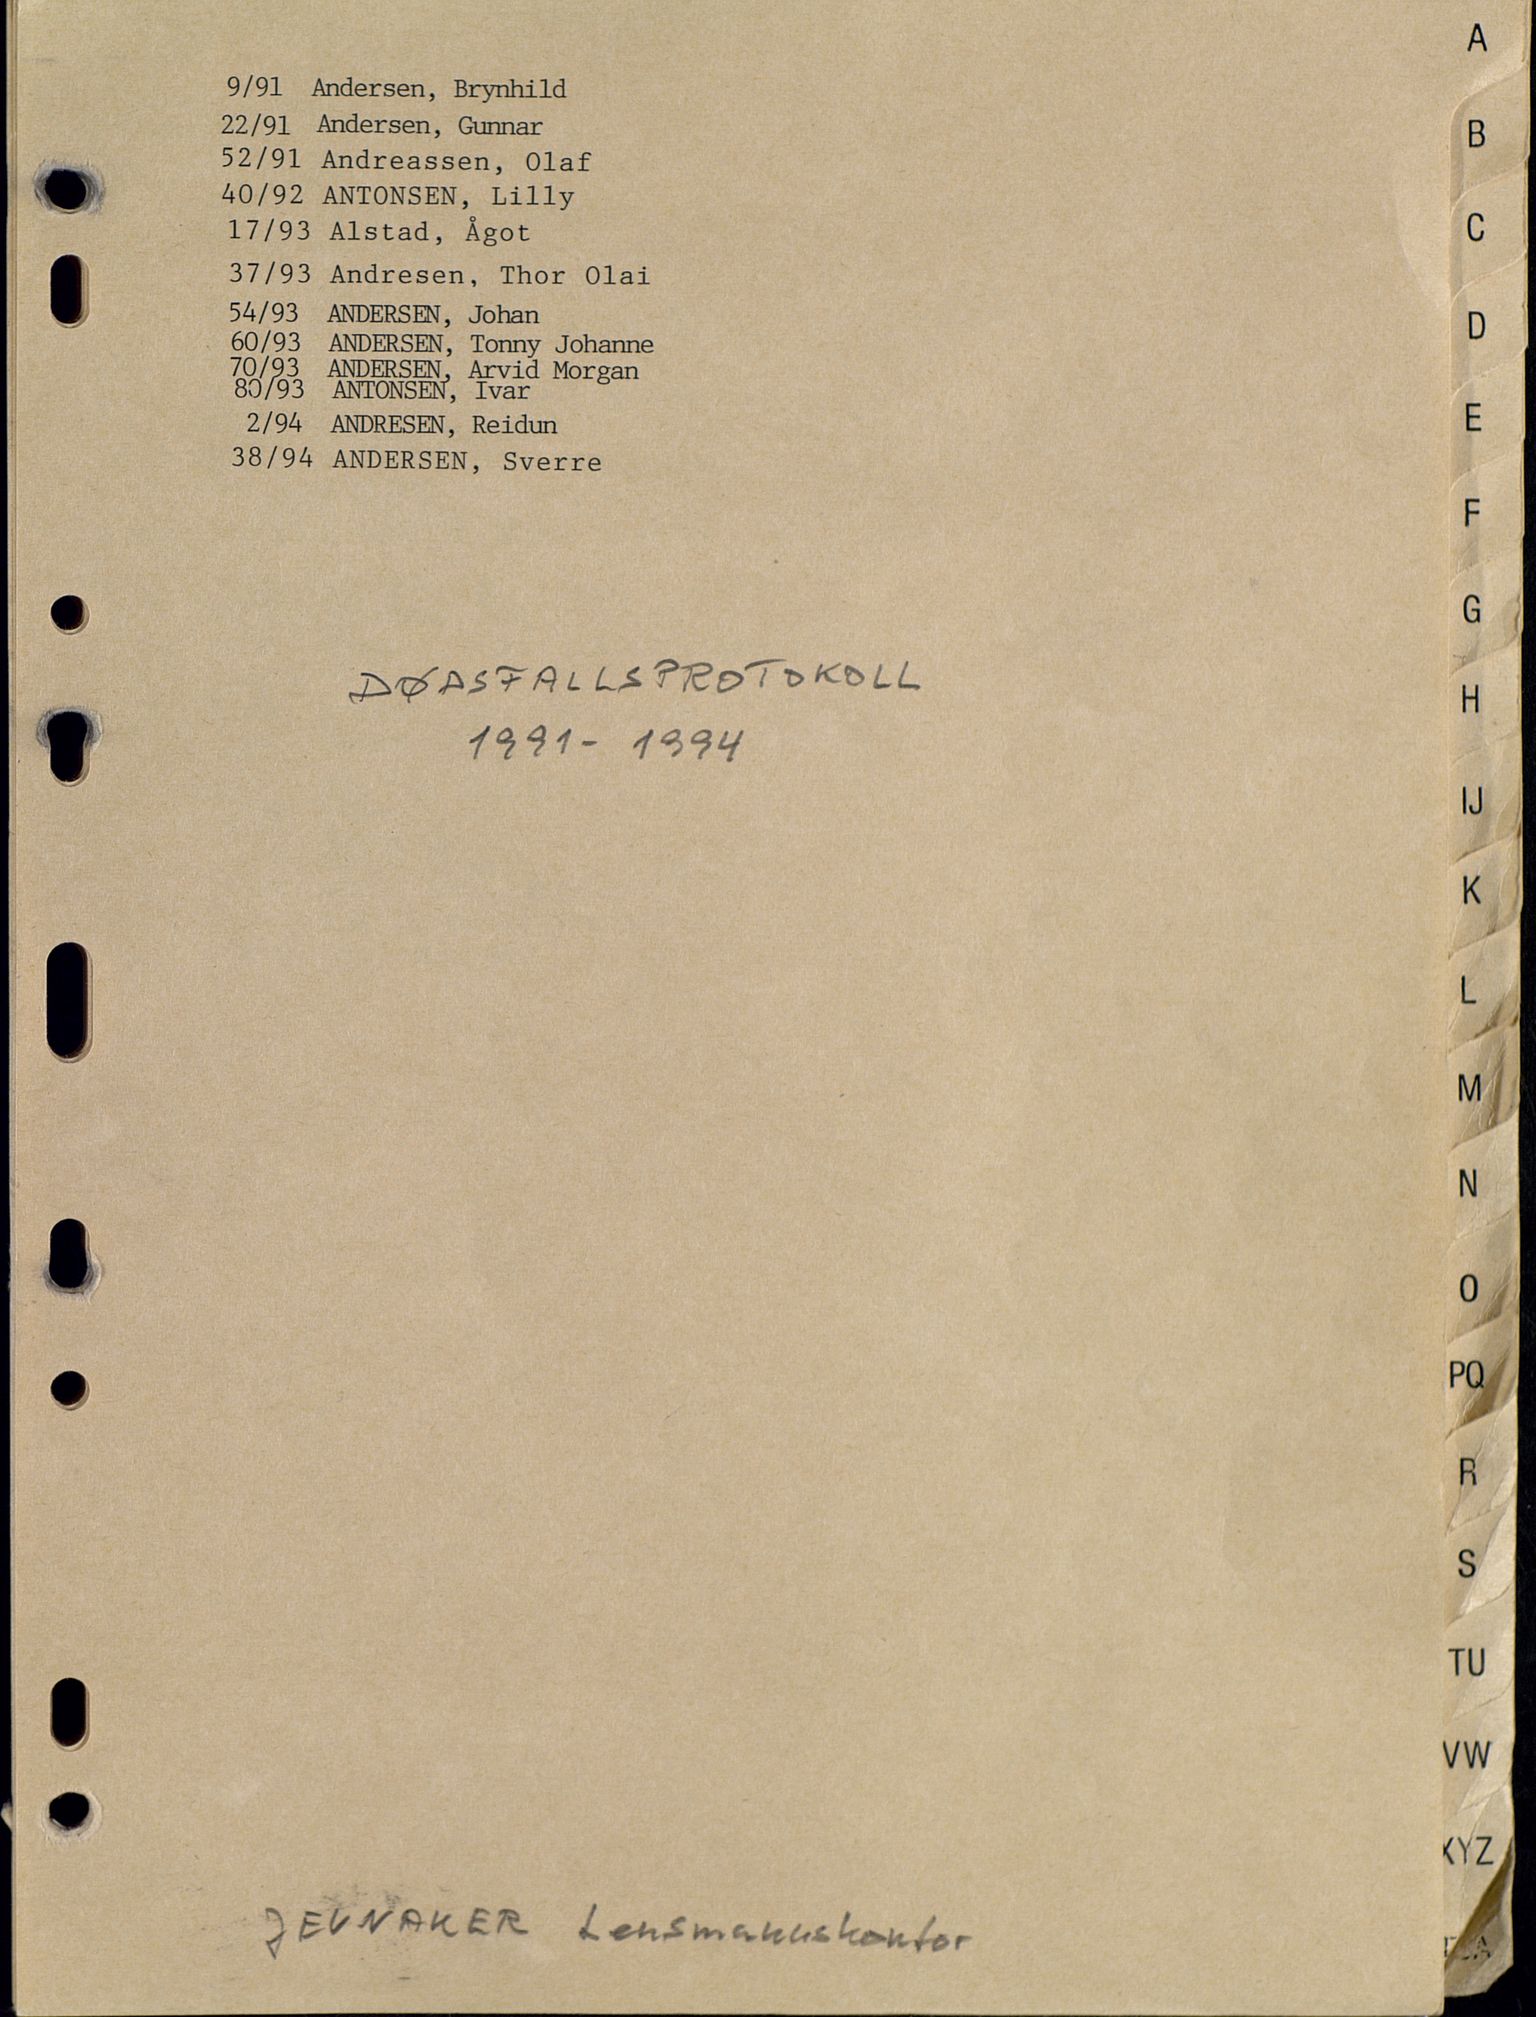 9/91 Andersen, Brynhild
22/91 Andersen, Gunnar
52/91 Andreassen, Olaf
40/92 ANTONSEN, Lilly
17/93 Alstad, Ågot
37/93 Andresen, Thor Olai
54/93 ANDERSEN, Johan
60/93 ANDERSEN, Tonny Johanne
70/93 ANDERSEN, Arvid Morgan
80/93 ANTONSEN, Ivar
2/94 ANDRESEN, Reidun
38/94 ANDERSEN, Sverre
DØDSFALLSPROTOKOLL
1991- 1994
JEVNAKER Lensmannskontor
A
B
C
D
E
F
G
H
IJ
K
L
M
N
O
PQ
R
S
TU
VW
XYZ